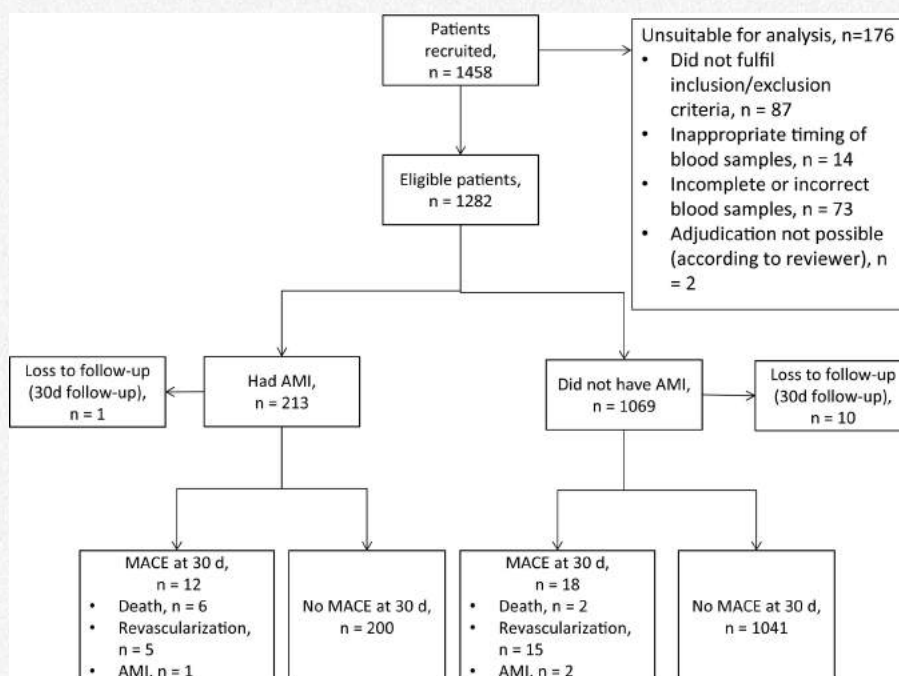 Patients
recruited,
n = 1458
Unsuitable for analysis, n=176
• Did not fulfil
inclusion/exclusion
criteria, n = 87
• Inappropriate timing of
blood samples, n = 14
• Incomplete or incorrect
blood samples, n = 73
• Adjudication not possible
(according to reviewer), n
= 2
Eligible patients,
n = 1282
Loss to follow-up
(30d follow-up),
n = 1
Had AMI,
n = 213
Did not have AMI,
n = 1069
Loss to follow-up
(30d follow-up),
n = 10
MACE at 30 d,
n = 12
• Death, n = 6
• Revascularization,
n = 5
• AMI, n = 1
No MACE at 30 d,
n = 200
MACE at 30 d,
n = 18
• Death, n = 2
• Revascularization,
n = 15
• AMI, n = 2
No MACE at 30 d,
n = 1041